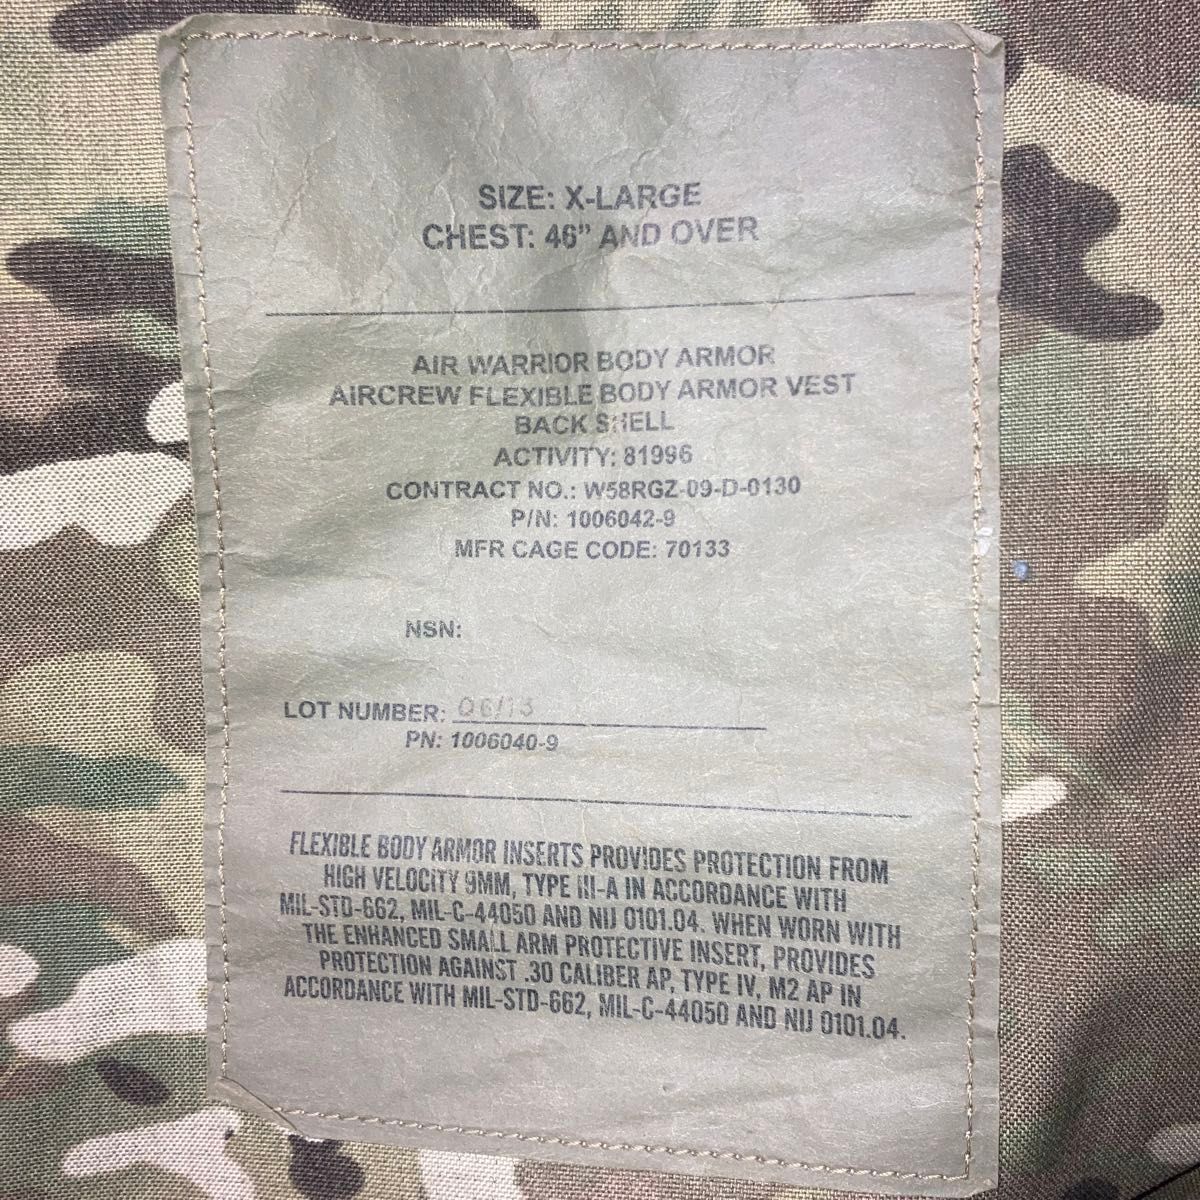 SIZE: X-LARGE
CHEST: 46" AND OVER
AIR WARRIOR BODY ARMOR
AIRCREW FLEXIBLE BODY ARMOR VEST
BACK SHELL
ACTIVITY: 81996
CONTRACT NO.: W58RGZ-09-D-0130
P/N: 1006042-9
MFR CAGE CODE: 70133
NSN:
LOT NUMBER: 06/13
PN: 1006040-9
FLEXIBLE BODY ARMOR INSERTS PROVIDES PROTECTION FROM
HIGH VELOCITY 9MM, TYPE III-A IN ACCORDANCE WITH
MIL-STD-662, MIL-C-44050 AND NIJ 0101.04. WHEN WORN WITH
THE ENHANCED SMALL ARM PROTECTIVE INSERT, PROVIDES
PROTECTION AGAINST .30 CALIBER AP, TYPE IV, M2 AP IN
ACCORDANCE WITH MIL-STD-662, MIL-C-44050 AND NIJ 0101.04.